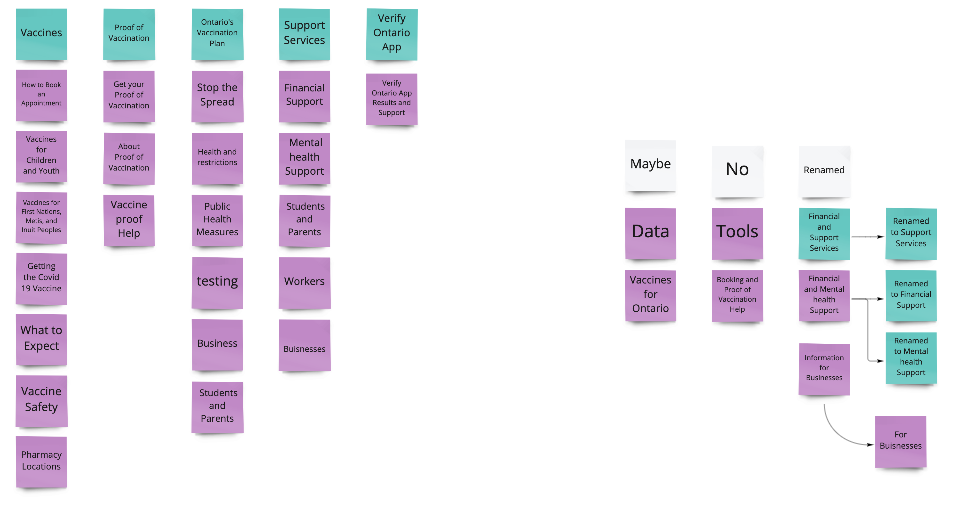 Vaccines
How to Book
an
Appointment
Vaccines
for
Children
and Youth
Vaccines for
First Nations,
Metis, and
Inuit Peoples
Getting
the Covid
19 Vaccine
What to
Expect
Vaccine
Safety
Pharmacy
Locations
Proof of
Vaccination
Get your
Proof of
Vaccination
About
Proof of
Vaccination
Vaccine
proof
Help
Ontario's
Vaccination
Plan
Stop the
Spread
Health and
restrictions
Public
Health
Measures
testing
Business
Students
and
Parents
Support
Services
Financial
Support
Mental
health
Support
Students
and
Parents
Workers
Buisnesses
Verify
Ontario
App
Verify
Ontario App
Results and
Support
Maybe
Data
Vaccines
for
Ontario
No
Tools
Booking and
Proof of
Vaccination
Help
Renamed
Financial
and
Support
Services
Renamed
to Support
Services
Financial
and Mental
health
Support
Renamed
to Financial
Support
Renamed
to Mental
health
Support
Information
for
Businesses
For
Buisnesses